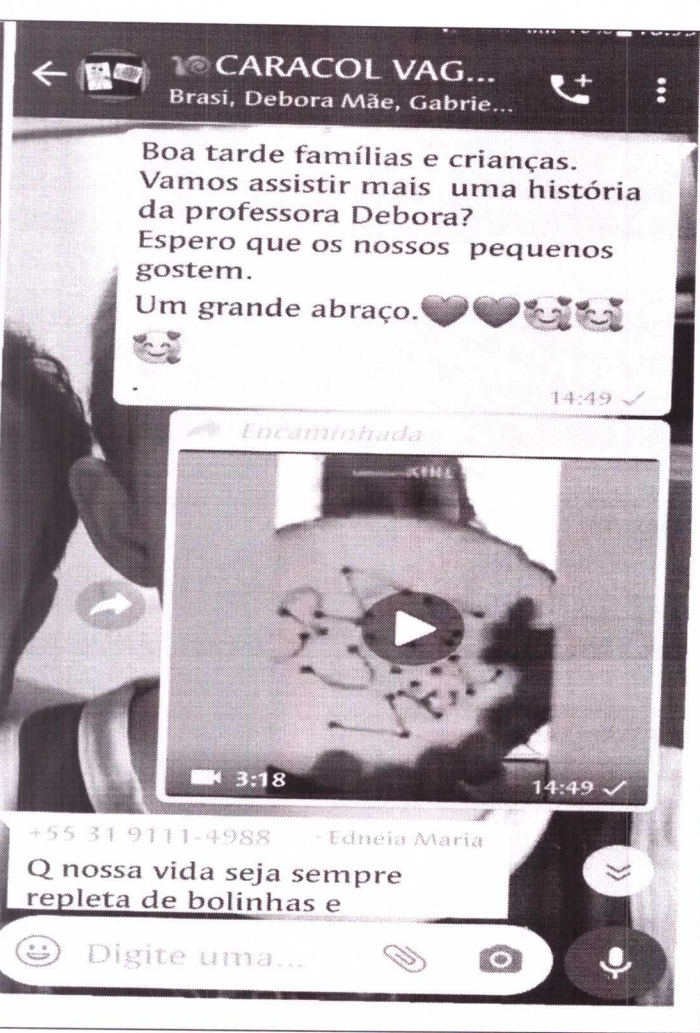 CARACOL VAG...
Brasi, Debora Mãe, Gabrie...
Boa tarde famílias e crianças.
Vamos assistir mais uma história
da professora Debora?
Espero que os nossos pequenos
gostem.
Um grande abraço.❤❤🥰🥰
🥰
.
14:49
Encaminhada
3:18
14:49
+55 31 9111-4988 - Edneia Maria
Q nossa vida seja sempre
repleta de bolinhas e
Digite uma...